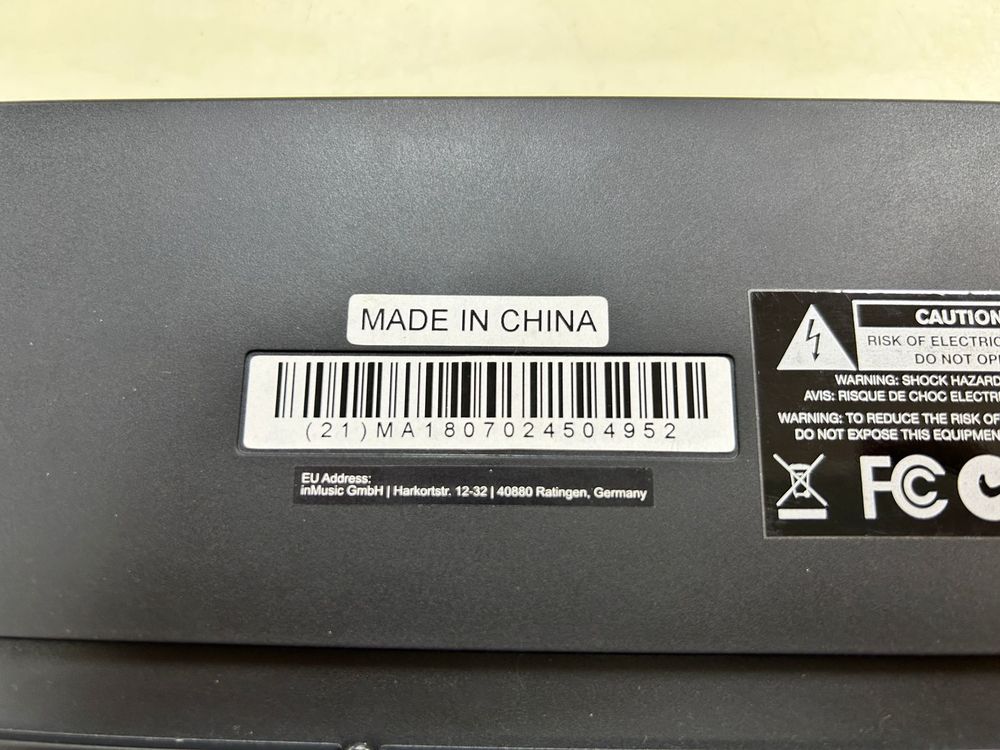 MADE IN CHINA
(21)MA1807024504952
EU Address:
inMusic GmbH | Harkortstr. 12-32 | 40880 Ratingen, Germany
CAUTION
RISK OF ELECTRIC
DO NOT OP
WARNING: SHOCK HAZARD
AVIS: RISQUE DE CHOC ELECTR
WARNING: TO REDUCE THE RISK OF
DO NOT EXPOSE THIS EQUIPMEN
FC